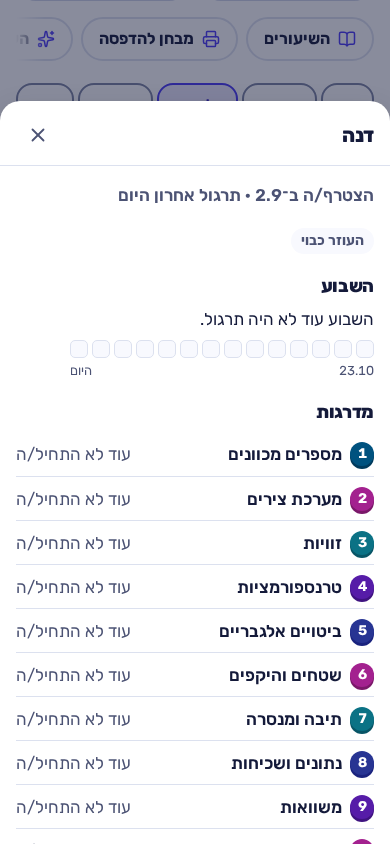 השיעורים
מבחן להדפסה
דנה
הצטרף/ה ב־2.9 • תרגול אחרון היום
העוזר כבוי
השבוע
השבוע עוד לא היה תרגול.
23.10
היום
מדרגות
1 מספרים מכוונים עוד לא התחיל/ה
2 מערכת צירים עוד לא התחיל/ה
3 זוויות עוד לא התחיל/ה
4 טרנספורמציות עוד לא התחיל/ה
5 ביטויים אלגבריים עוד לא התחיל/ה
6 שטחים והיקפים עוד לא התחיל/ה
7 תיבה ומנסרה עוד לא התחיל/ה
8 נתונים ושכיחות עוד לא התחיל/ה
9 משוואות עוד לא התחיל/ה